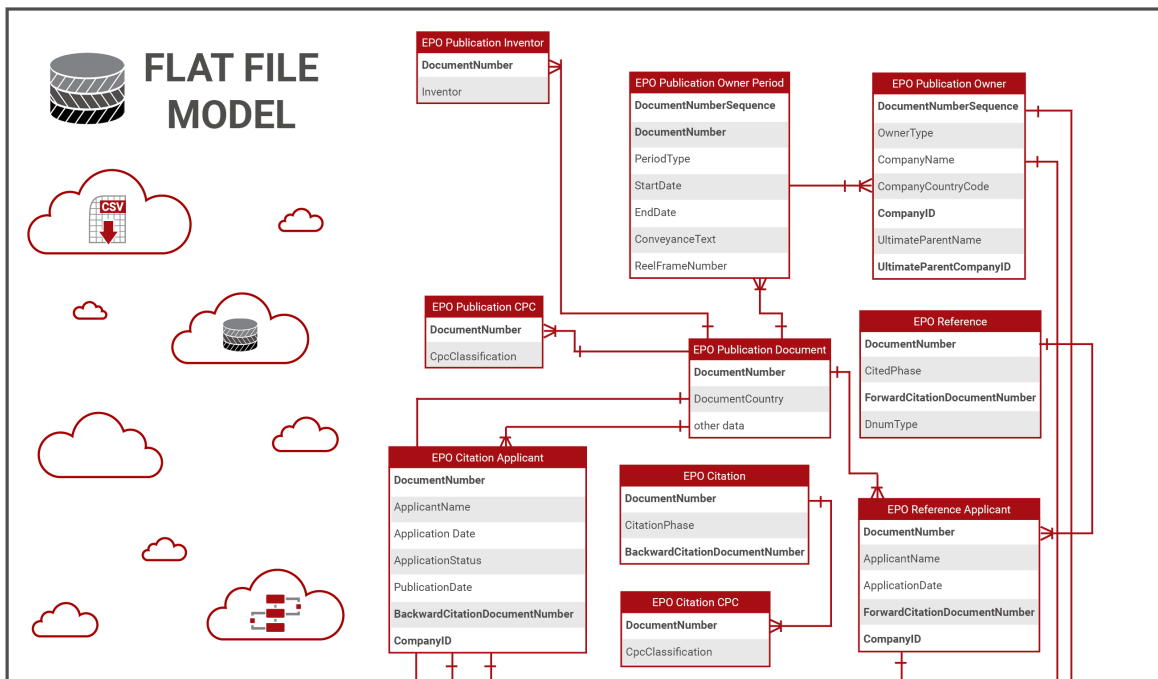 FLAT FILE
MODEL
CSV
EPO Publication Inventor
DocumentNumber
Inventor
EPO Publication Owner Period
DocumentNumberSequence
DocumentNumber
PeriodType
StartDate
EndDate
ConveyanceText
ReelFrameNumber
EPO Publication Owner
DocumentNumberSequence
OwnerType
CompanyName
CompanyCountryCode
CompanyID
UltimateParentName
UltimateParentCompanyID
EPO Publication CPC
DocumentNumber
CpcClassification
EPO Publication Document
DocumentNumber
DocumentCountry
other data
EPO Reference
DocumentNumber
CitedPhase
ForwardCitationDocumentNumber
DnumType
EPO Citation Applicant
DocumentNumber
ApplicantName
Application Date
ApplicationStatus
PublicationDate
BackwardCitationDocumentNumber
CompanyID
EPO Citation
DocumentNumber
CitationPhase
BackwardCitationDocumentNumber
EPO Reference Applicant
DocumentNumber
ApplicantName
ApplicationDate
ForwardCitationDocumentNumber
CompanyID
EPO Citation CPC
DocumentNumber
CpcClassification